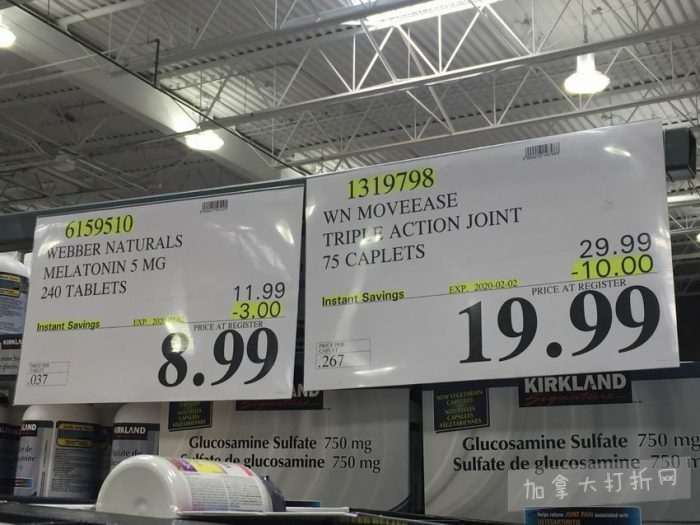 6159510
WEBBER NATURALS
MELATONIN 5 MG
240 TABLETS
11.99
-3.00
Instant Savings
EXP.
PRICE AT REGISTER
8.99
.037
1319798
WN MOVEEASE
TRIPLE ACTION JOINT
75 CAPLETS
29.99
-10.00
Instant Savings
EXP. 2020-02-02
PRICE AT REGISTER
19.99
.267
KIRKLAND
KIRKLAND
KIRKLAND
Signature
Glucosamine Sulfate 750 mg
Sulfate de glucosamine 750 m
Glucosamine Sulfate 750 mg
Sulfate de glucosamine 750 m
加拿大打折网